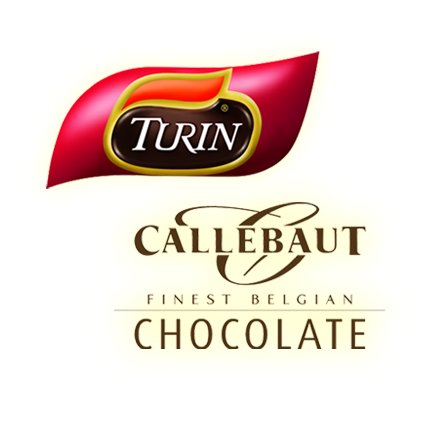 TURIN®
CALLEBAUT
FINEST BELGIAN
CHOCOLATE